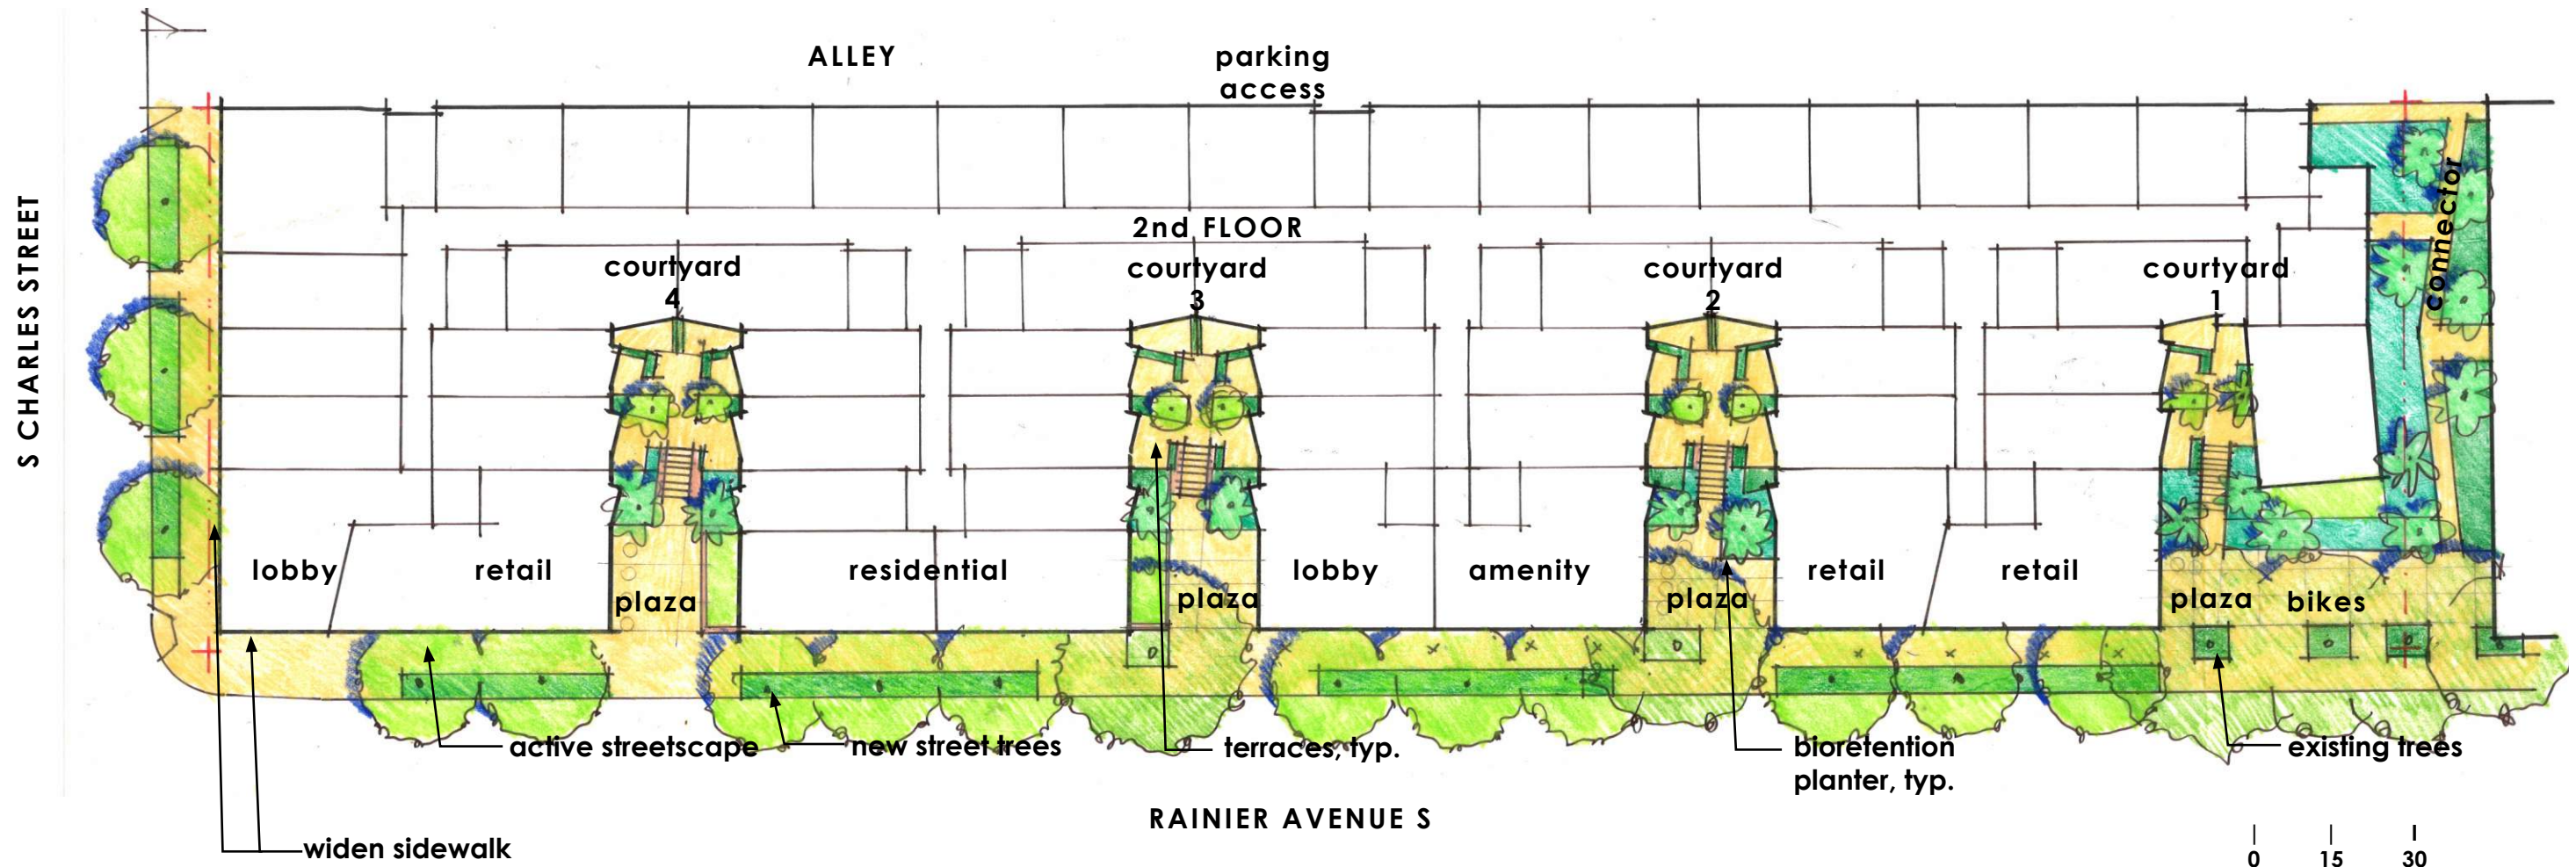 ALLEY
parking
access
S CHARLES STREET
2nd FLOOR
courtyard
4
courtyard
3
courtyard
2
courtyard
1
connector
lobby
retail
plaza
residential
plaza
lobby
amenity
plaza
retail
retail
plaza
bikes
active streetscape
new street trees
terraces, typ.
bioretention
planter, typ.
existing trees
RAINIER AVENUE S
widen sidewalk
0 15 30